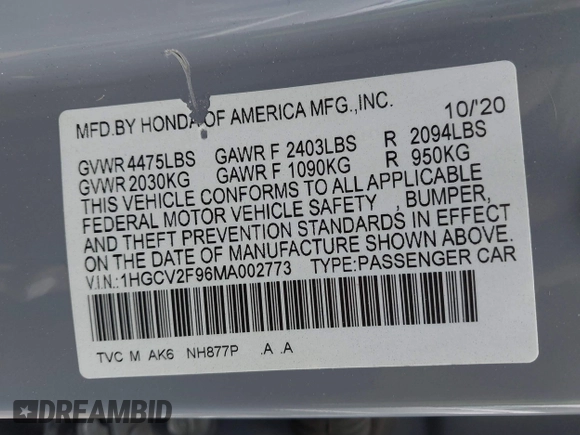 MFD.BY HONDA OF AMERICA MFG.,INC. 10/'20
GVWR 4475LBS GAWR F 2403LBS R 2094LBS
GVWR 2030KG GAWR F 1090KG R 950KG
THIS VEHICLE CONFORMS TO ALL APPLICABLE
FEDERAL MOTOR VEHICLE SAFETY , BUMPER,
AND THEFT PREVENTION STANDARDS IN EFFECT
ON THE DATE OF MANUFACTURE SHOWN ABOVE.
V.I.N.:1HGCV2F96MA002773 TYPE:PASSENGER CAR
TVC M AK6 NH877P .A .A
DREAMBID